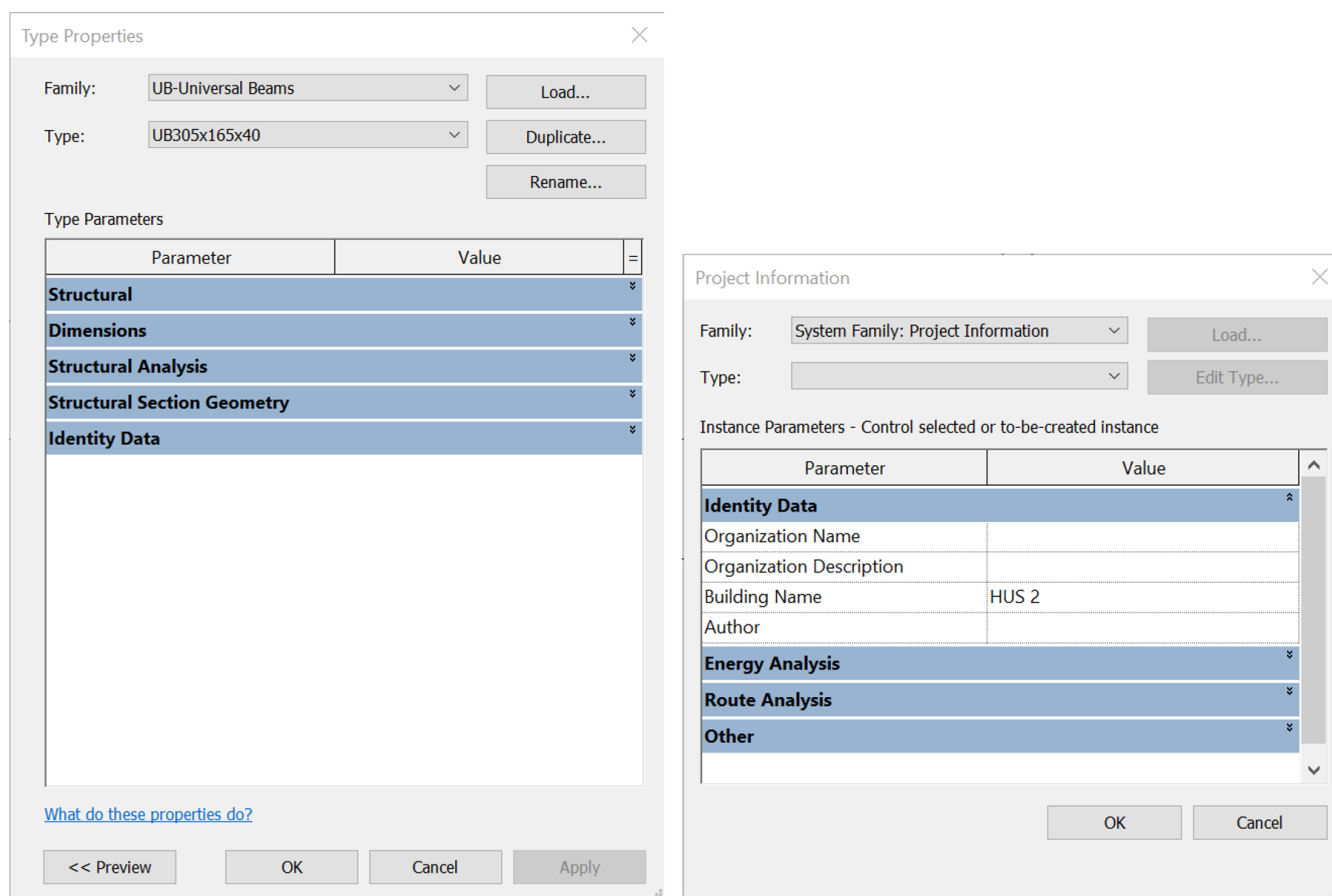 Type Properties
Family: UB-Universal Beams Load...
Type: UB305x165x40 Duplicate...
Rename...
Type Parameters
Parameter Value =
Structural
Dimensions
Structural Analysis
Structural Section Geometry
Identity Data
What do these properties do?
<< Preview OK Cancel Apply
Project Information
Family: System Family: Project Information Load...
Type: Edit Type...
Instance Parameters - Control selected or to-be-created instance
Parameter Value
Identity Data
Organization Name
Organization Description
Building Name HUS 2
Author
Energy Analysis
Route Analysis
Other
OK Cancel